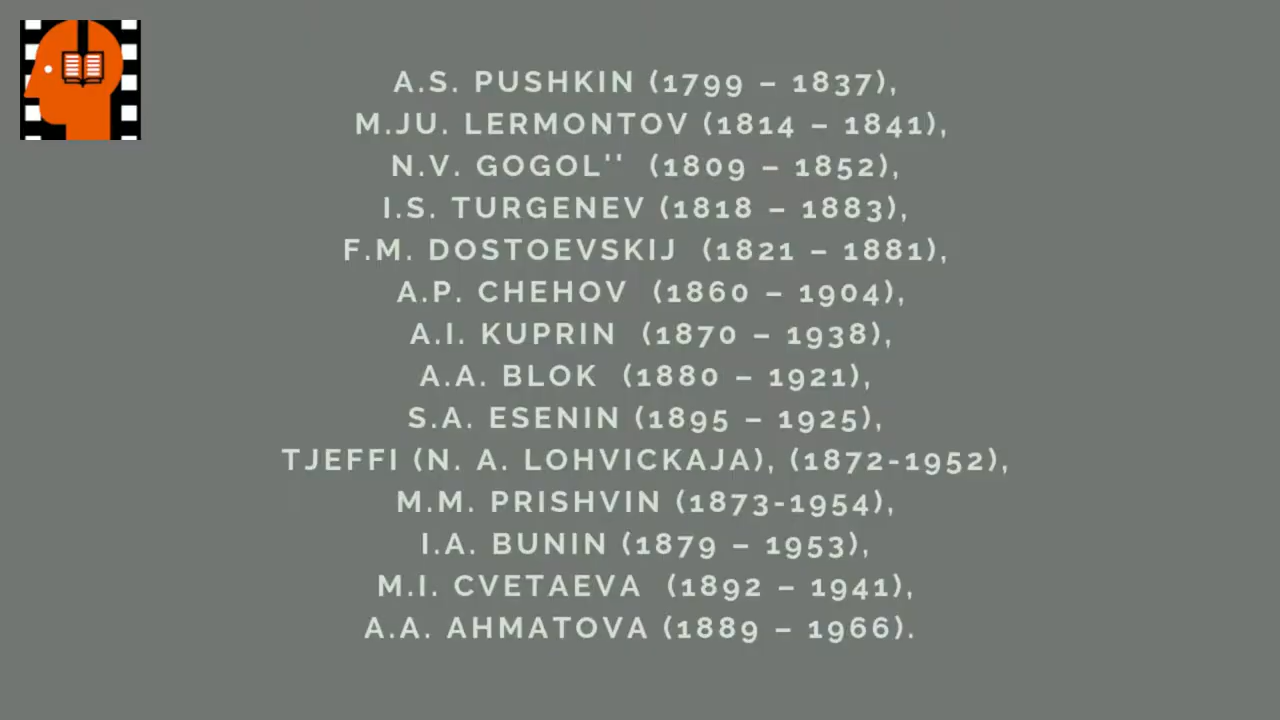 A.S. PUSHKIN (1799 – 1837),
M.JU. LERMONTOV (1814 – 1841),
N.V. GOGOL'' (1809 – 1852),
I.S. TURGENEV (1818 – 1883),
F.M. DOSTOEVSKIJ (1821 – 1881),
A.P. CHEHOV (1860 – 1904),
A.I. KUPRIN (1870 – 1938),
A.A. BLOK (1880 – 1921),
S.A. ESENIN (1895 – 1925),
TJEFFI (N. A. LOHVICKAJA), (1872-1952),
M.M. PRISHVIN (1873-1954),
I.A. BUNIN (1879 – 1953),
M.I. CVETAEVA (1892 – 1941),
A.A. AHMATOVA (1889 – 1966).